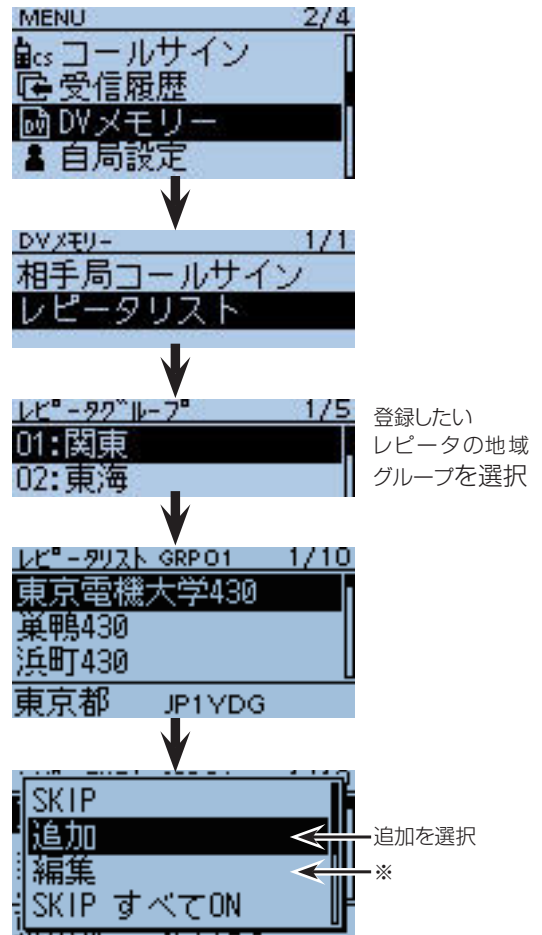 MENU 2/4
CS コールサイン
受信履歴
DV DVメモリー
自局設定
DVメモリー 1/1
相手局コールサイン
レピータリスト
レピータグループ 1/5
01:関東
02:東海
登録したい
レピータの地域
グループを選択
レピータリスト GRP01 1/10
東京電機大学430
巣鴨430
浜町430
東京都 JP1YDG
SKIP
追加
編集
SKIP すべてON
追加を選択
※